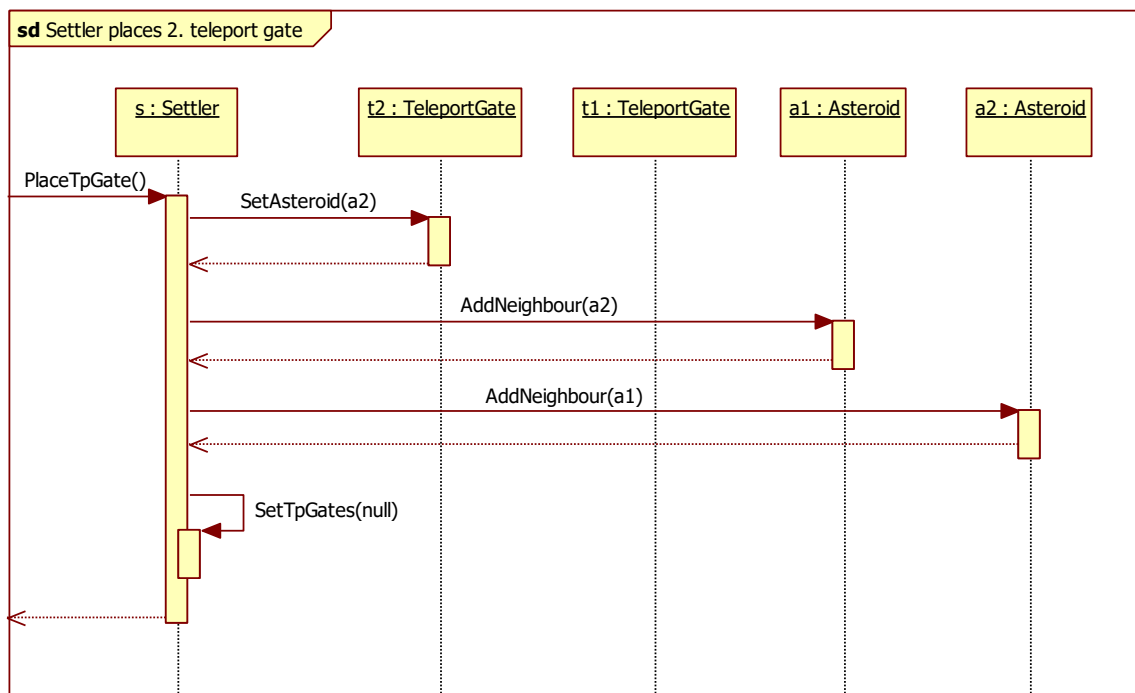 sd Settler places 2. teleport gate
s : Settler
t2 : TeleportGate
t1 : TeleportGate
a1 : Asteroid
a2 : Asteroid
PlaceTpGate()
SetAsteroid(a2)
AddNeighbour(a2)
AddNeighbour(a1)
SetTpGates(null)